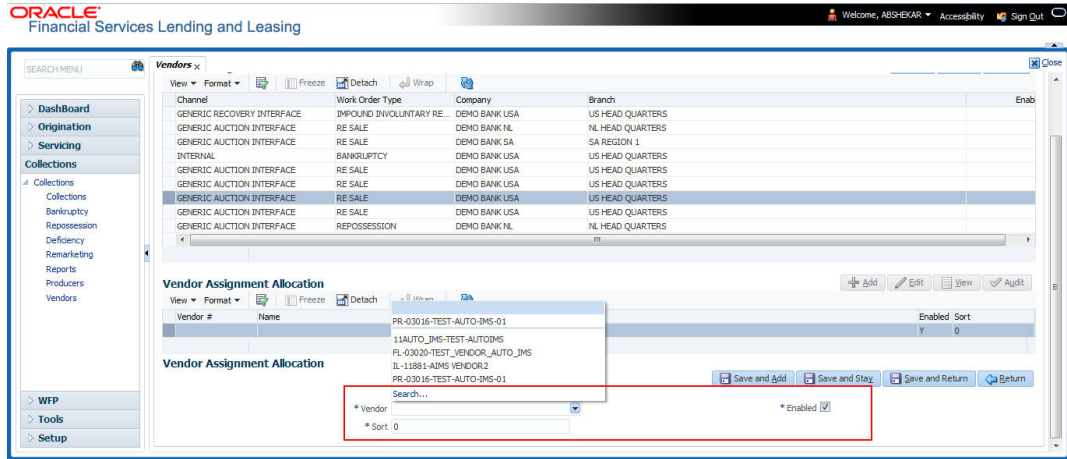 ORACLE
Financial Services Lending and Leasing
Welcome, ABSHEKAR Accessibility Sign Out
SEARCH MENU
Vendors x Close
View Format Freeze Detach Wrap
Channel Work Order Type Company Branch Enabl
GENERIC RECOVERY INTERFACE IMPOUND INVOLUNTARY RE... DEMO BANK USA US HEAD QUARTERS
GENERIC AUCTION INTERFACE RE SALE DEMO BANK NL NL HEAD QUARTERS
GENERIC AUCTION INTERFACE RE SALE DEMO BANK SA SA REGION 1
INTERNAL BANKRUPTCY DEMO BANK USA US HEAD QUARTERS
GENERIC AUCTION INTERFACE RE SALE DEMO BANK USA US HEAD QUARTERS
GENERIC AUCTION INTERFACE RE SALE DEMO BANK USA US HEAD QUARTERS
GENERIC AUCTION INTERFACE RE SALE DEMO BANK USA US HEAD QUARTERS
GENERIC AUCTION INTERFACE RE SALE DEMO BANK USA US HEAD QUARTERS
GENERIC AUCTION INTERFACE REPOSSESSION DEMO BANK NL NL HEAD QUARTERS
DashBoard
Origination
Servicing
Collections
Collections
Collections
Bankruptcy
Repossession
Deficiency
Remarketing
Reports
Producers
Vendors
WFP
Tools
Setup
Vendor Assignment Allocation
Add Edit View Audit
View Format Freeze Detach Wrap
Vendor # Name Enabled Sort
Y 0
PR-03016-TEST-AUTO-IMS-01
11AUTO_IMS-TEST-AUTOIMS
FL-03020-TEST_VENDOR_AUTO_IMS
IL-11881-AIMS VENDOR2
PR-03016-TEST-AUTO-IMS-01
Search...
Vendor Assignment Allocation
Save and Add Save and Stay Save and Return Return
* Vendor * Enabled
* Sort 0